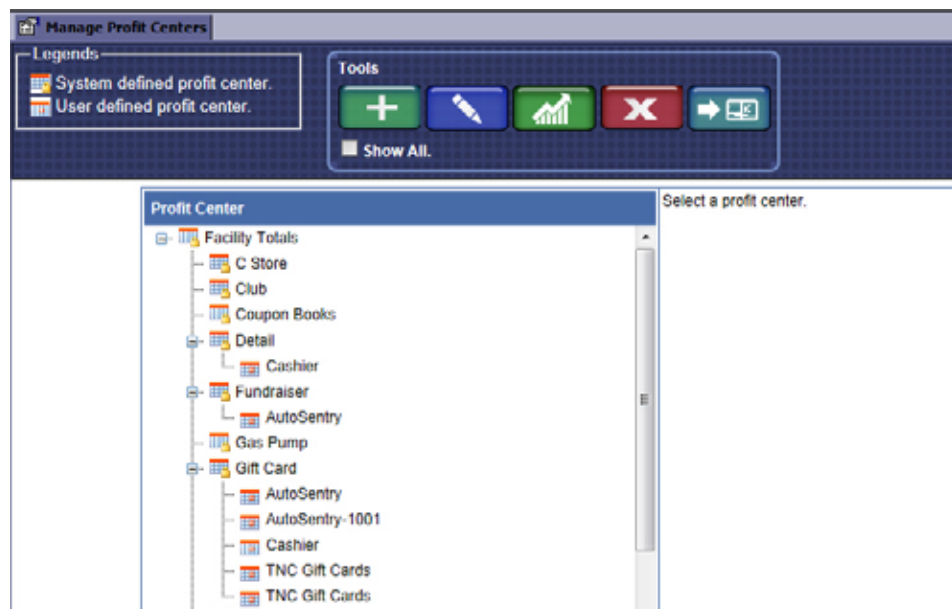 Manage Profit Centers
Legends
System defined profit center.
User defined profit center.
Tools
Show All.
Profit Center
Select a profit center.
Facility Totals
C Store
Club
Coupon Books
Detail
Cashier
Fundraiser
AutoSentry
Gas Pump
Gift Card
AutoSentry
AutoSentry-1001
Cashier
TNC Gift Cards
TNC Gift Cards